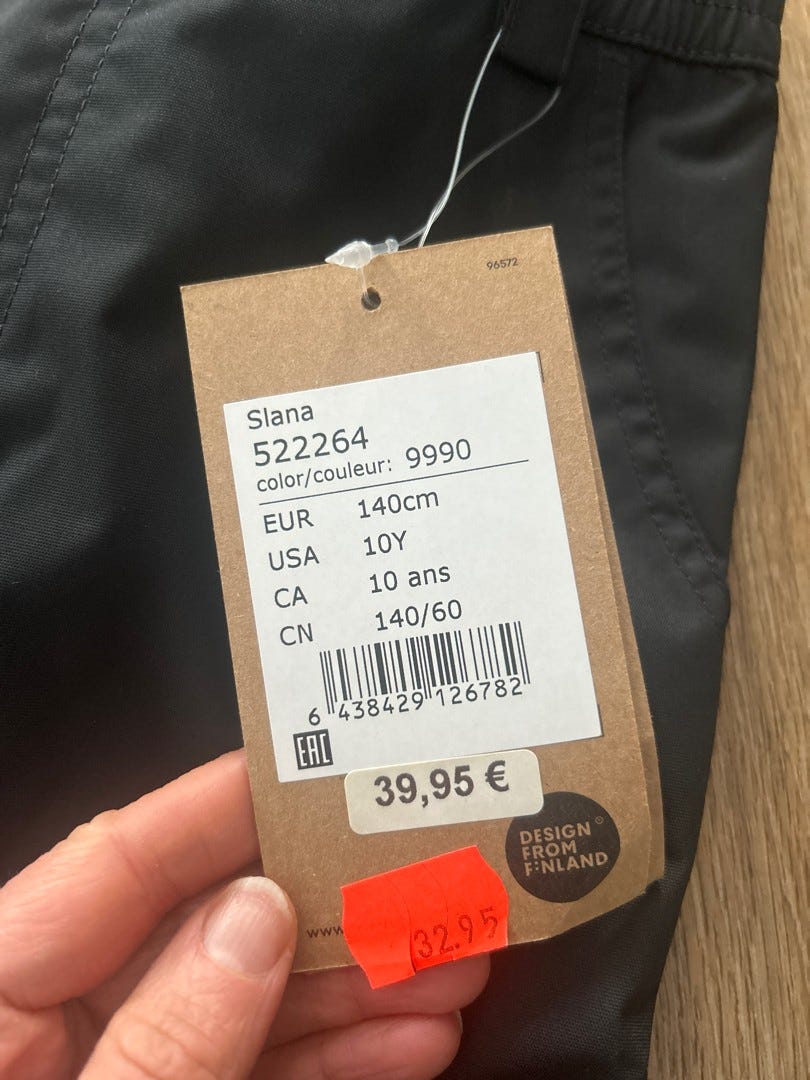 96572
Slana
522264
color/couleur: 9990
EUR 140cm
USA 10Y
CA 10 ans
CN 140/60
6 438429 126782
EAC
39,95 €
DESIGN ®
FROM
FINLAND
www
32.95